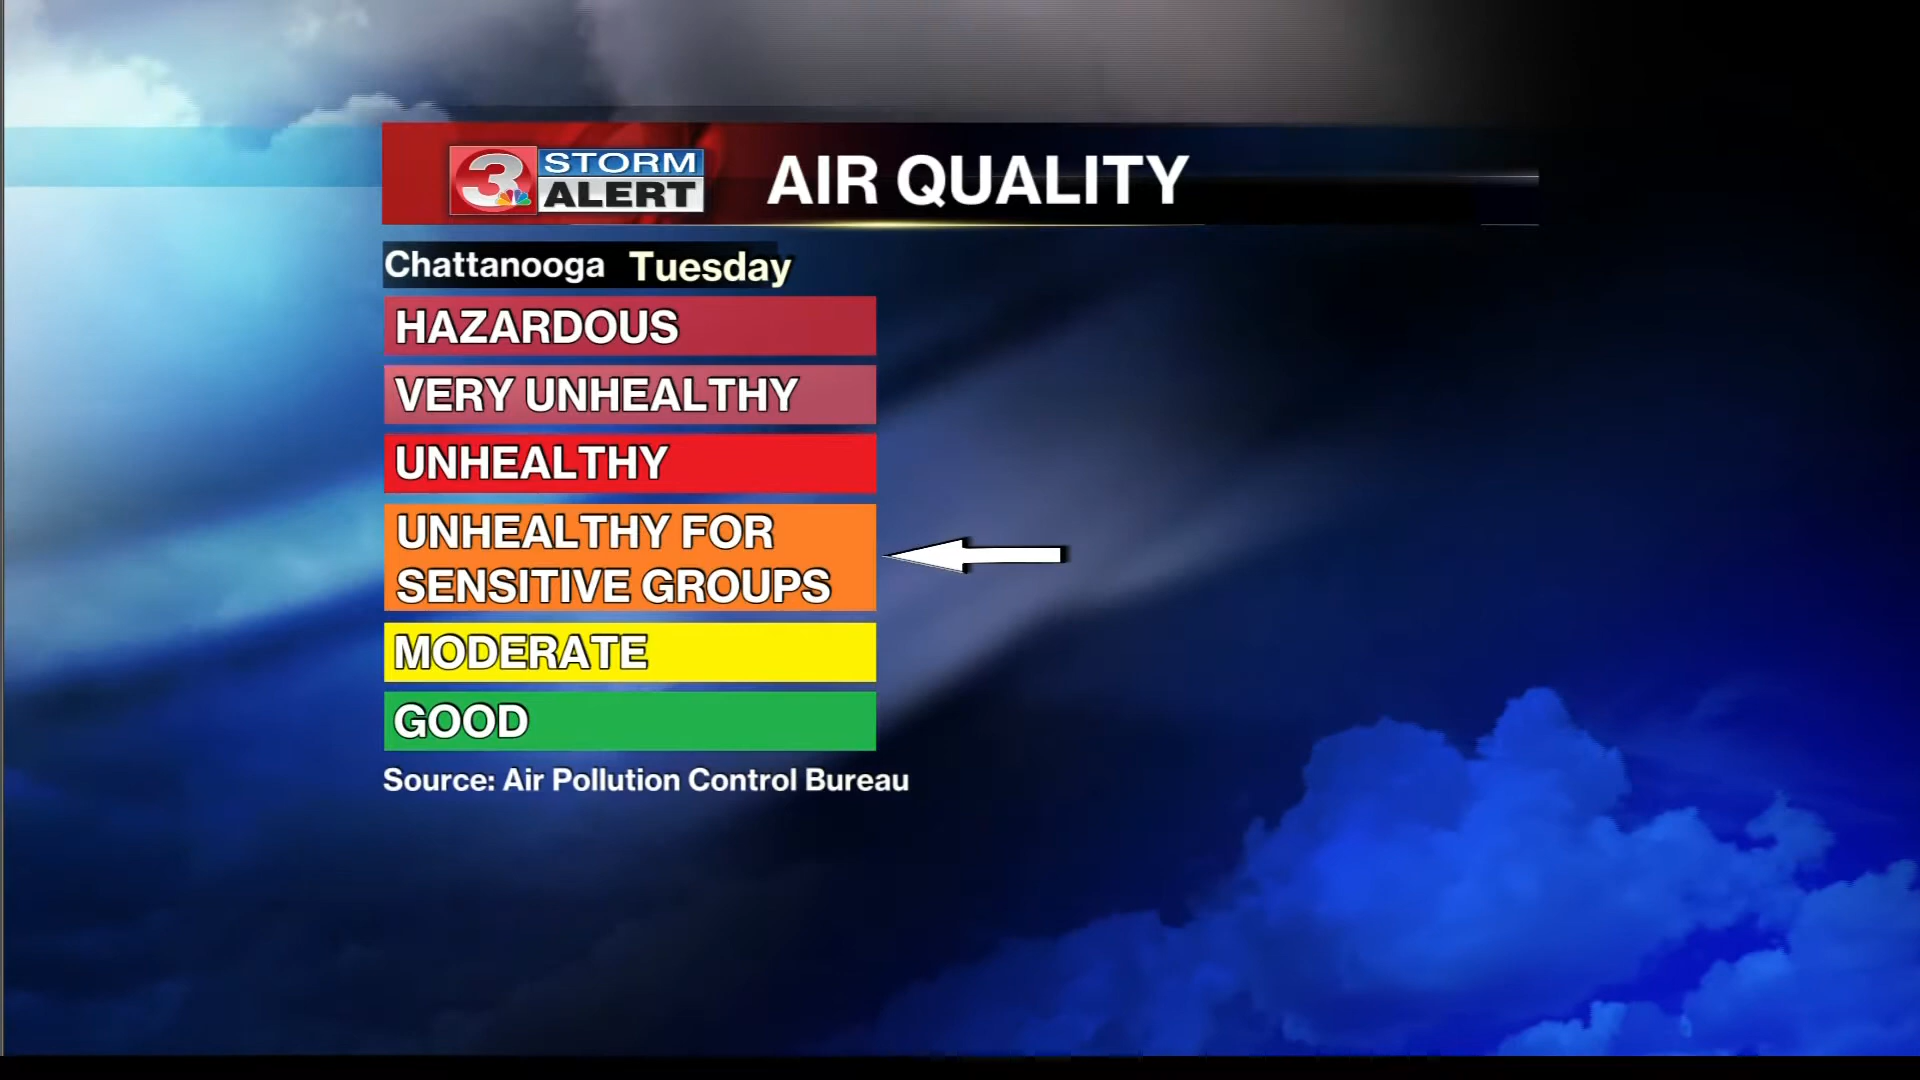 3 STORM ALERT AIR QUALITY
Chattanooga Tuesday
HAZARDOUS
VERY UNHEALTHY
UNHEALTHY
UNHEALTHY FOR
SENSITIVE GROUPS
MODERATE
GOOD
Source: Air Pollution Control Bureau